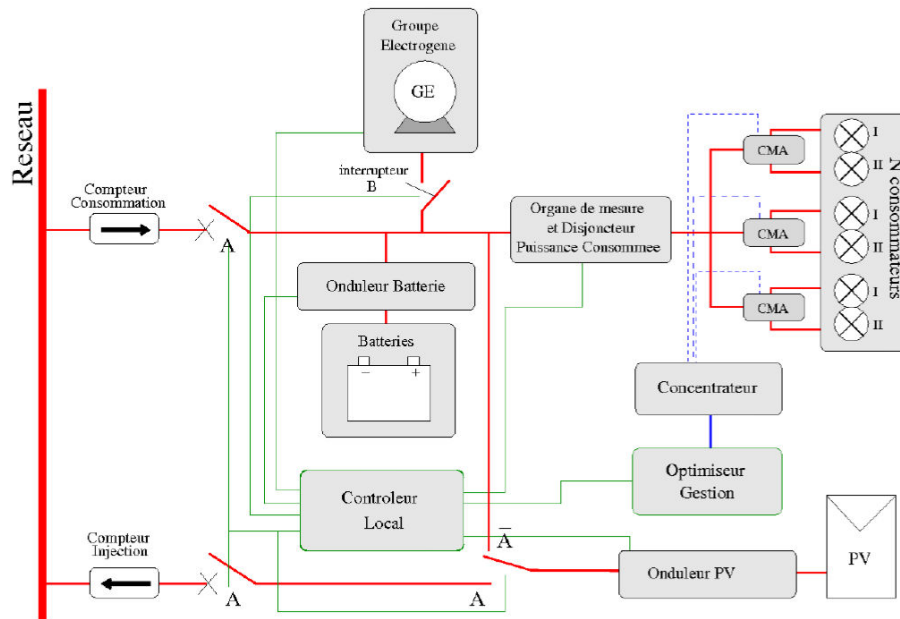 Groupe
Electrogene
GE
Reseau
interrupteur
B
Compteur
Consommation
A
Organe de mesure
et Disjoncteur
Puissance Consommee
CMA
I
II
CMA
I
II
CMA
I
II
N consommateurs
Onduleur Batterie
Batteries
− +
Concentrateur
Controleur
Local
Optimiseur
Gestion
Compteur
Injection
A
A
Ā
Onduleur PV
PV